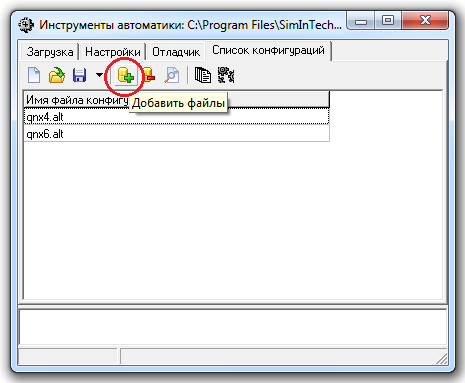 Инструменты автоматики: C:\Program Files\SimInTech...
Загрузка Настройки Отладчик Список конфигураций
Имя файла конфигу
Добавить файлы
qnx4.alt
qnx6.alt